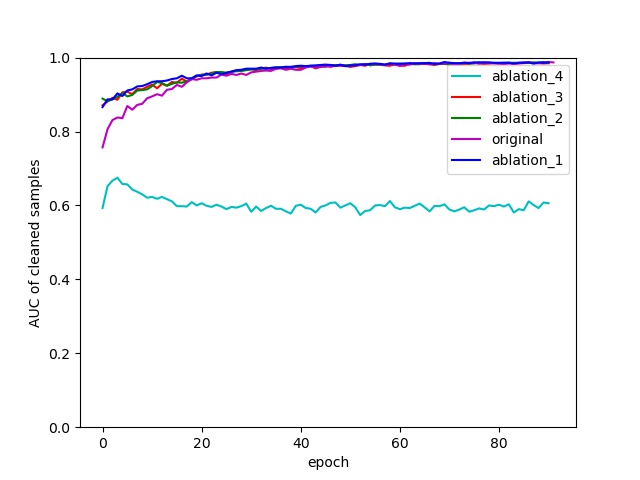 1.0
0.8
0.6
0.4
0.2
0.0
AUC of cleaned samples
0
20
40
60
80
epoch
ablation_4
ablation_3
ablation_2
original
ablation_1